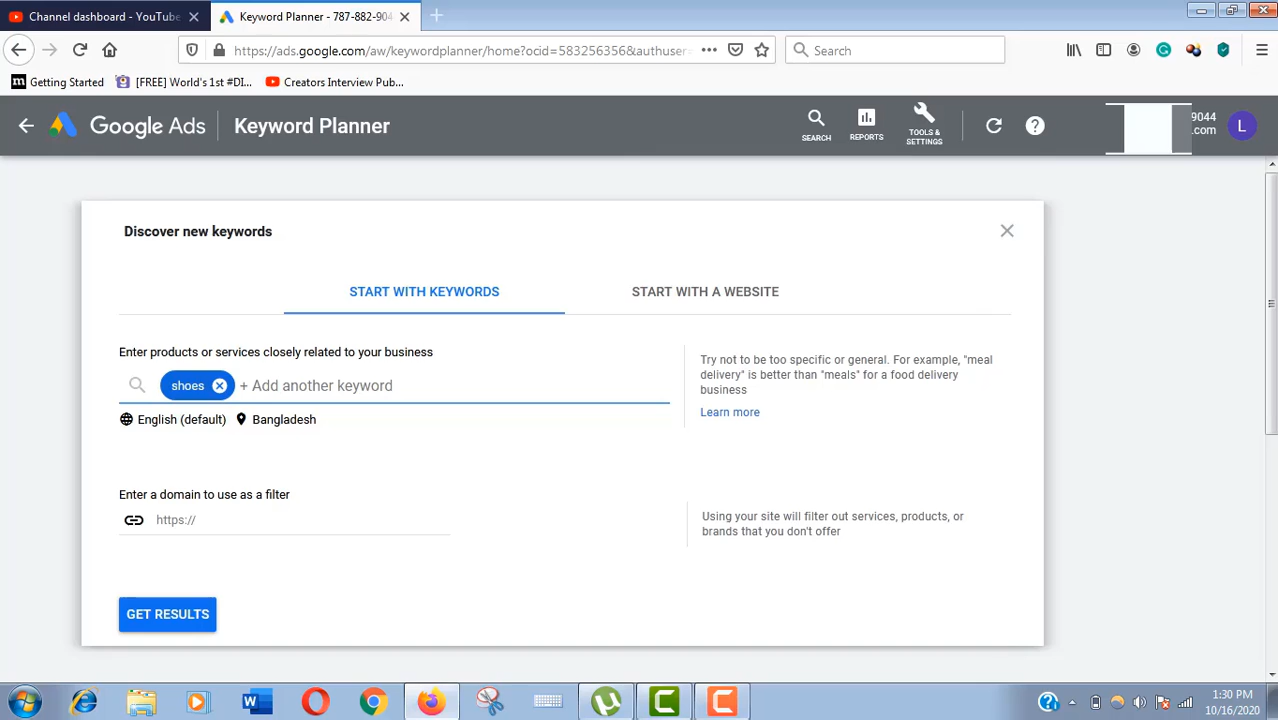 Channel dashboard - YouTube
Keyword Planner - 787-882-904
https://ads.google.com/aw/keywordplanner/home?ocid=583256356&authuser=
Search
Getting Started
[FREE] World's 1st #DI...
Creators Interview Pub...
Google Ads
Keyword Planner
SEARCH
REPORTS
TOOLS &
SETTINGS
9044
.com
L
Discover new keywords
START WITH KEYWORDS
START WITH A WEBSITE
Enter products or services closely related to your business
shoes
+ Add another keyword
English (default)
Bangladesh
Try not to be too specific or general. For example, "meal
delivery" is better than "meals" for a food delivery
business
Learn more
Enter a domain to use as a filter
https://
Using your site will filter out services, products, or
brands that you don't offer
GET RESULTS
1:30 PM
10/16/2020